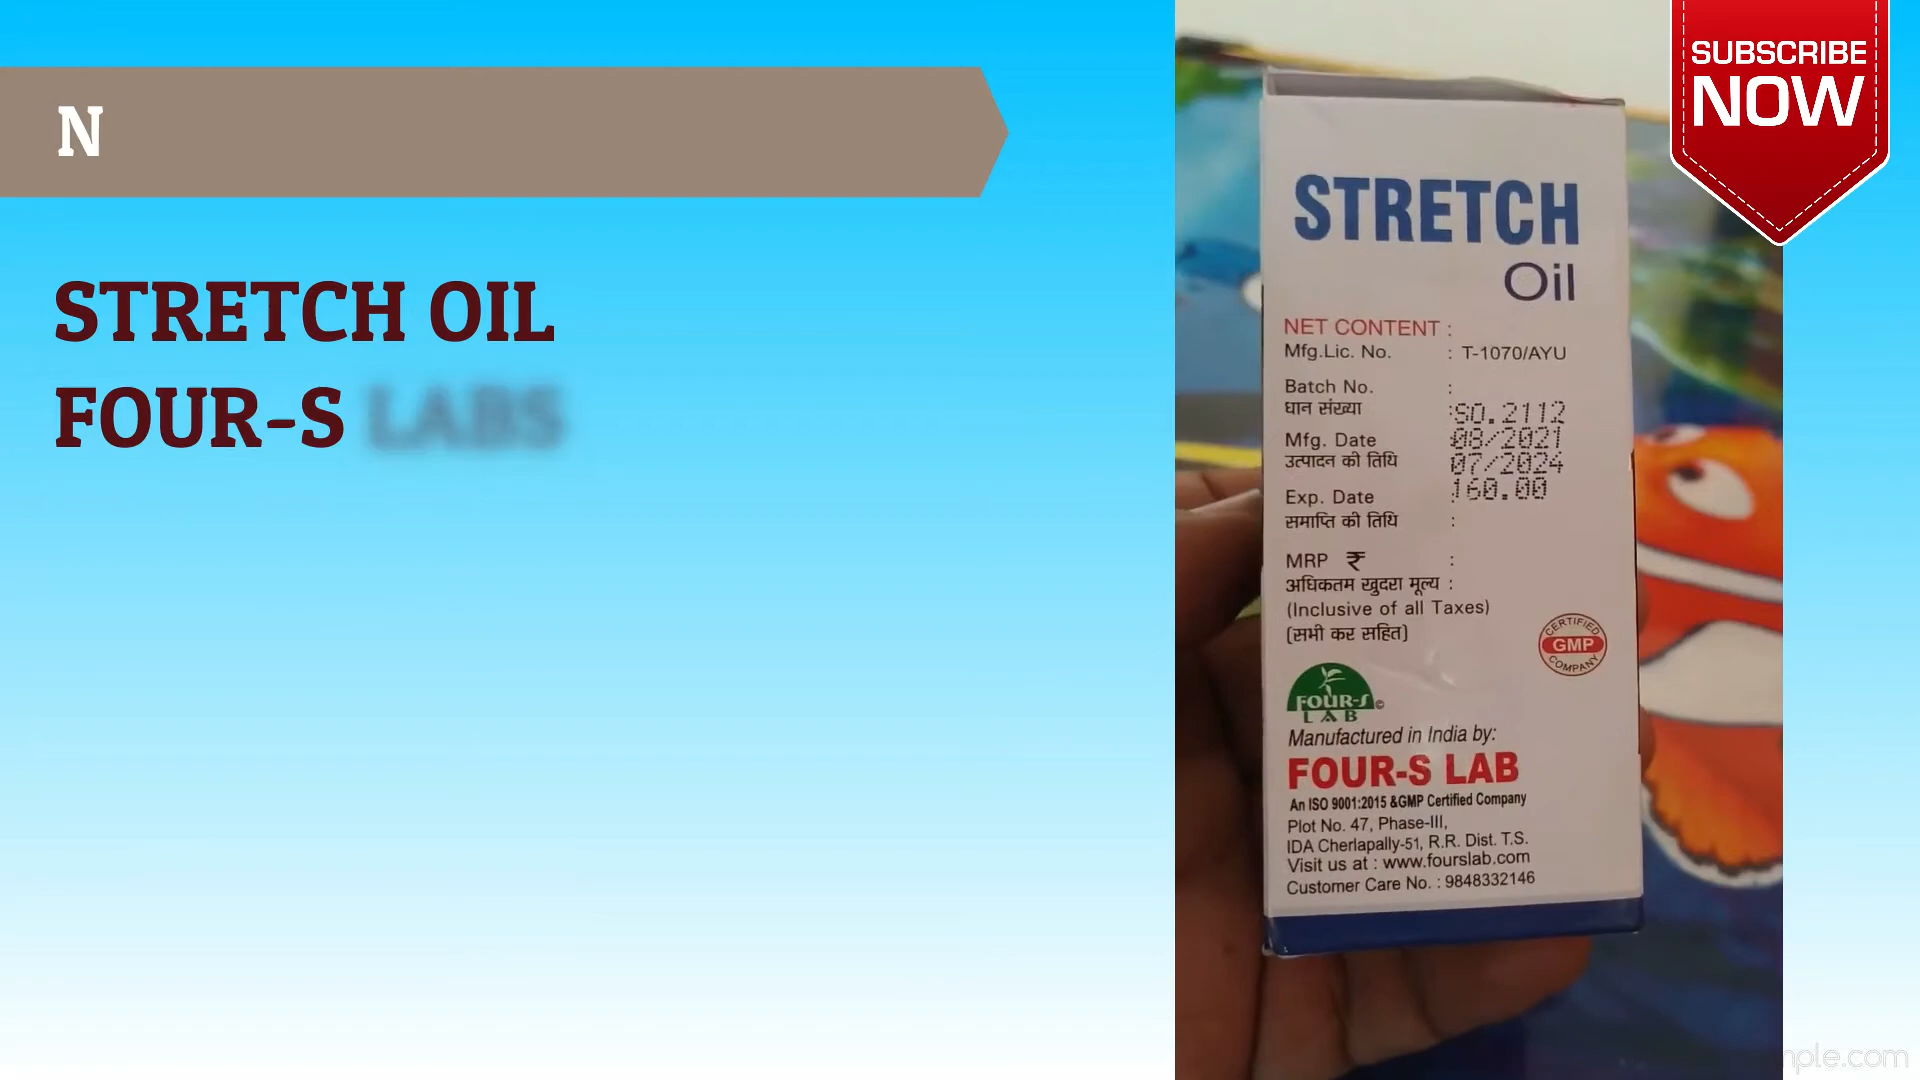 N
STRETCH OIL
FOUR-S LABS
SUBSCRIBE
NOW
STRETCH
Oil
NET CONTENT :
Mfg.Lic. No. : T-1070/AYU
Batch No. :
धान संख्या : SO.2112
Mfg. Date 08/2021
उत्पादन की तिथि 07/2024
Exp. Date : 160.00
समाप्ति की तिथि :
MRP ₹ :
अधिकतम खुदरा मूल्य :
(Inclusive of all Taxes)
(सभी कर सहित)
CERTIFIED
GMP
COMPANY
FOUR-S
LAB
©
Manufactured in India by:
FOUR-S LAB
An ISO 9001:2015 &GMP Certified Company
Plot No. 47, Phase-III,
IDA Cherlapally-51, R.R. Dist. T.S.
Visit us at : www.fourslab.com
Customer Care No. : 9848332146